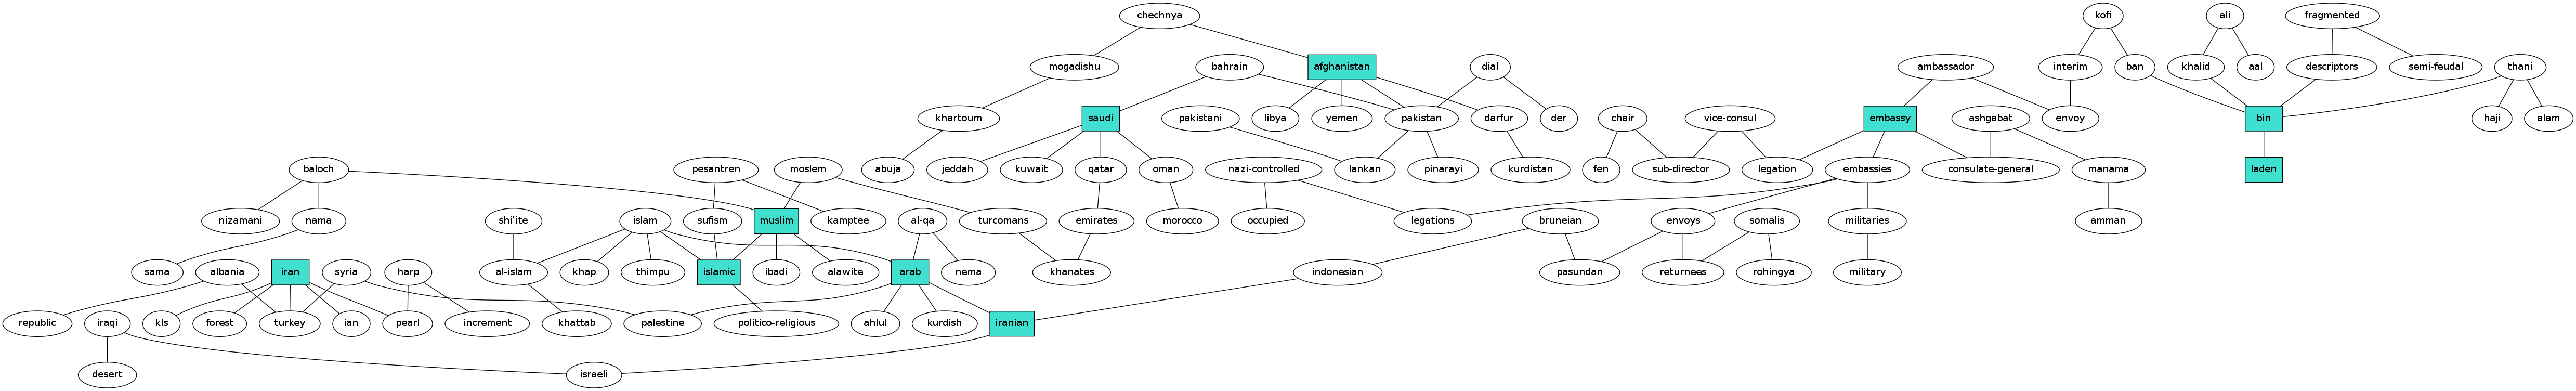 chechnya
kofi
ali
fragmented
mogadishu
bahrain
afghanistan
dial
ambassador
interim
ban
khalid
aal
descriptors
semi-feudal
thani
khartoum
saudi
pakistani
libya
yemen
pakistan
darfur
der
chair
vice-consul
embassy
ashgabat
envoy
bin
haji
alam
baloch
pesantren
moslem
abuja
jeddah
kuwait
qatar
oman
nazi-controlled
lankan
pinarayi
kurdistan
fen
sub-director
legation
embassies
consulate-general
manama
laden
nizamani
nama
shi'ite
islam
sufism
muslim
kamptee
al-qa
turcomans
emirates
morocco
occupied
legations
bruneian
envoys
somalis
militaries
amman
sama
albania
iran
syria
harp
al-islam
khap
thimpu
islamic
ibadi
alawite
arab
nema
khanates
indonesian
pasundan
returnees
rohingya
military
republic
iraqi
kls
forest
turkey
ian
pearl
increment
khattab
palestine
politico-religious
ahlul
kurdish
iranian
desert
israeli